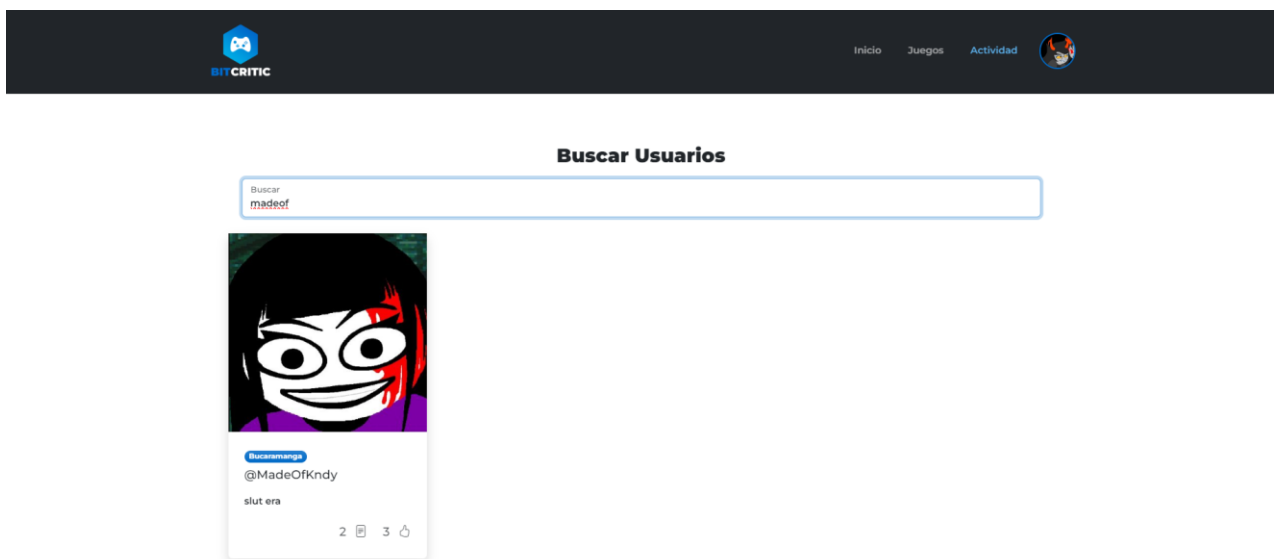 BITCRITIC
Inicio Juegos Actividad
Buscar Usuarios
Buscar
madeof
Bucaramanga
@MadeOfKndy
slut era
2 3